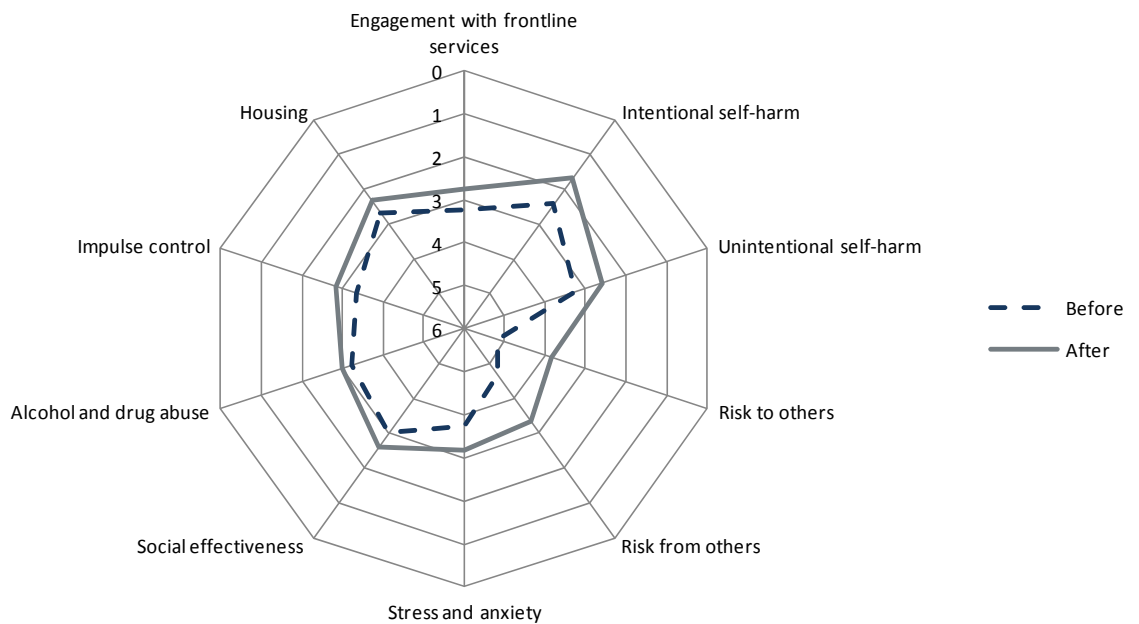 Engagement with frontline
services
0
Housing
Intentional self-harm
1
2
3
Impulse control
Unintentional self-harm
4
5
Before
6
After
Alcohol and drug abuse
Risk to others
Social effectiveness
Risk from others
Stress and anxiety